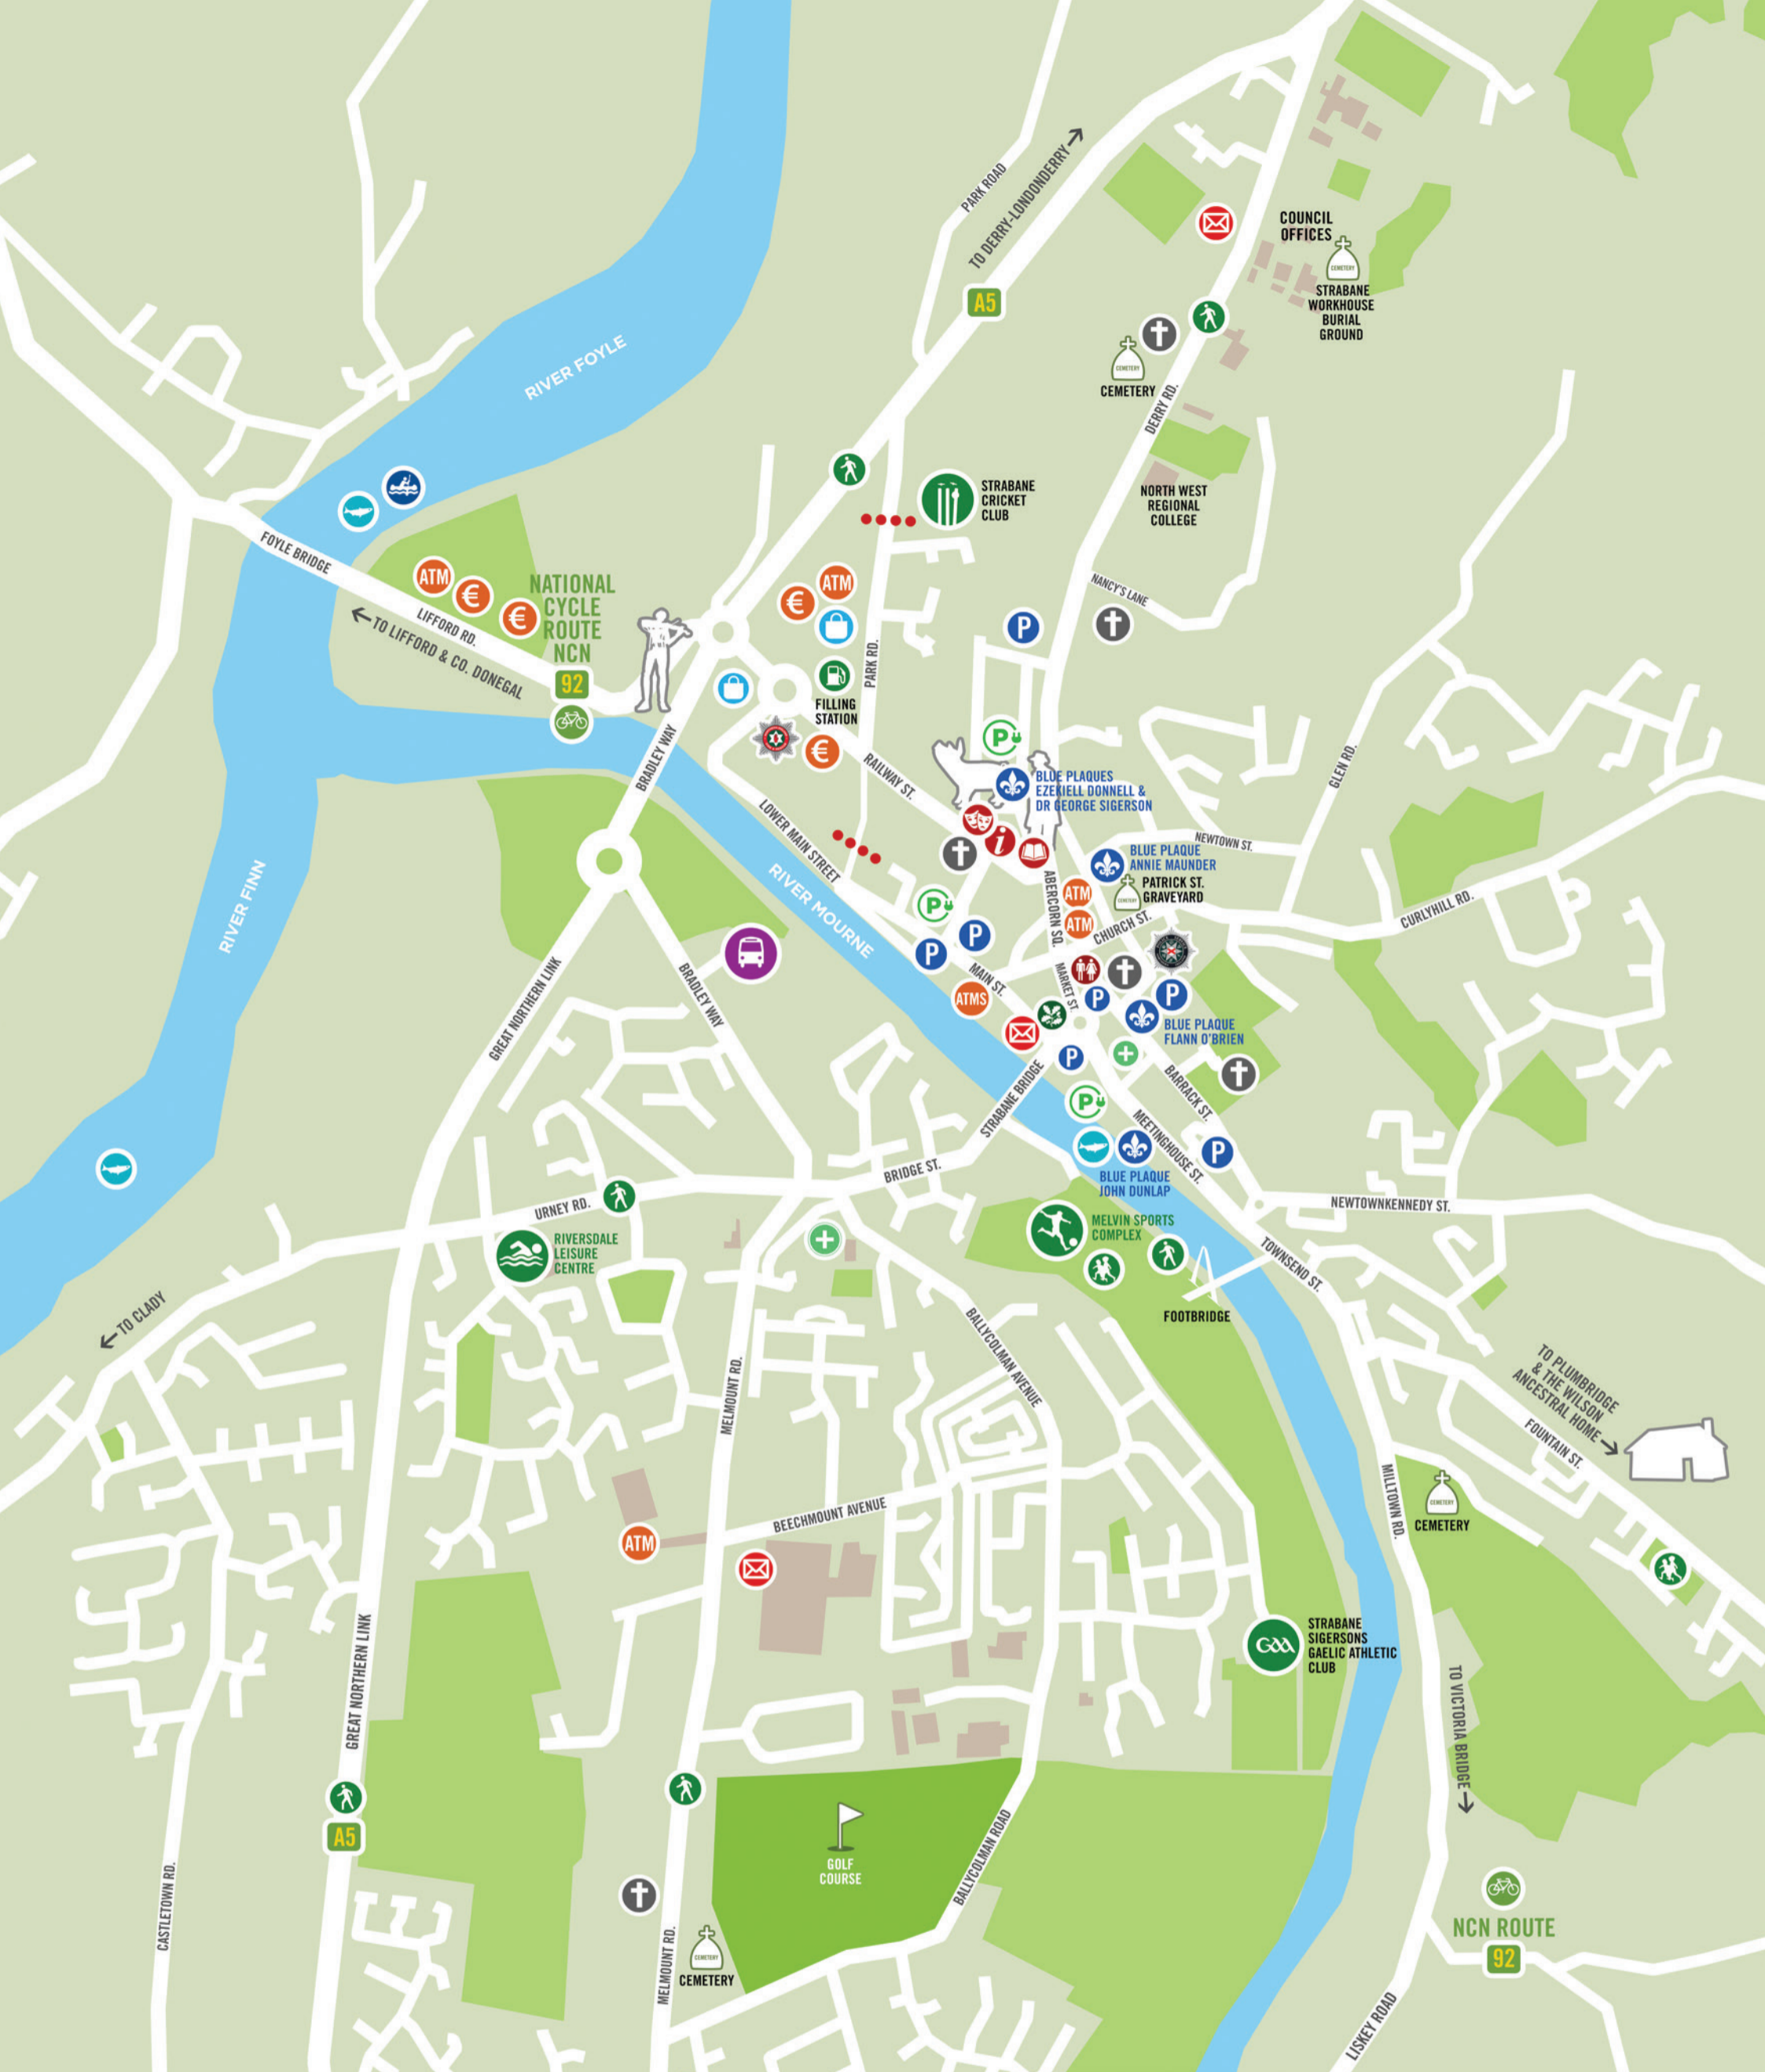 PARK ROAD
TO DERRY-LONDONDERRY
A5
COUNCIL
OFFICES
CEMETERY
STRABANE
WORKHOUSE
BURIAL
GROUND
RIVER FOYLE
CEMETERY
CEMETERY
DERRY RD.
STRABANE
CRICKET
CLUB
NORTH WEST
REGIONAL
COLLEGE
FOYLE BRIDGE
ATM
€
€
NATIONAL
CYCLE
ROUTE
NCN
92
LIFFORD RD.
TO LIFFORD & CO. DONEGAL
€
ATM
NANCY'S LANE
P
PARK RD.
FILLING
STATION
€
BRADLEY WAY
RAILWAY ST.
P
BLUE PLAQUES
EZEKIELL DONNELL &
DR GEORGE SIGERSON
GLEN RD.
LOWER MAIN STREET
i
NEWTOWN ST.
BLUE PLAQUE
ANNIE MAUNDER
CEMETERY
PATRICK ST.
GRAVEYARD
ATM
ATM
ABERCORN SQ.
CHURCH ST.
CURLYHILL RD.
RIVER FINN
RIVER MOURNE
P
P
P
MAIN ST.
ATMS
MARKET ST.
P
P
BLUE PLAQUE
FLANN O'BRIEN
P
GREAT NORTHERN LINK
BRADLEY WAY
STRABANE BRIDGE
P
BARRACK ST.
MEETINGHOUSE ST.
P
BLUE PLAQUE
JOHN DUNLAP
BRIDGE ST.
URNEY RD.
NEWTOWNKENNEDY ST.
RIVERSDALE
LEISURE
CENTRE
MELVIN SPORTS
COMPLEX
TOWNSEND ST.
FOOTBRIDGE
TO CLADY
BALLYCOLMAN AVENUE
MELMOUNT RD.
TO PLUMBRIDGE
& THE WILSON
ANCESTRAL HOME
FOUNTAIN ST.
MILLTOWN RD.
CEMETERY
CEMETERY
BEECHMOUNT AVENUE
ATM
GAA
STRABANE
SIGERSONS
GAELIC ATHLETIC
CLUB
GREAT NORTHERN LINK
TO VICTORIA BRIDGE
A5
GOLF
COURSE
BALLYCOLMAN ROAD
CASTLETOWN RD.
MELMOUNT RD.
CEMETERY
CEMETERY
NCN ROUTE
92
LISKEY ROAD